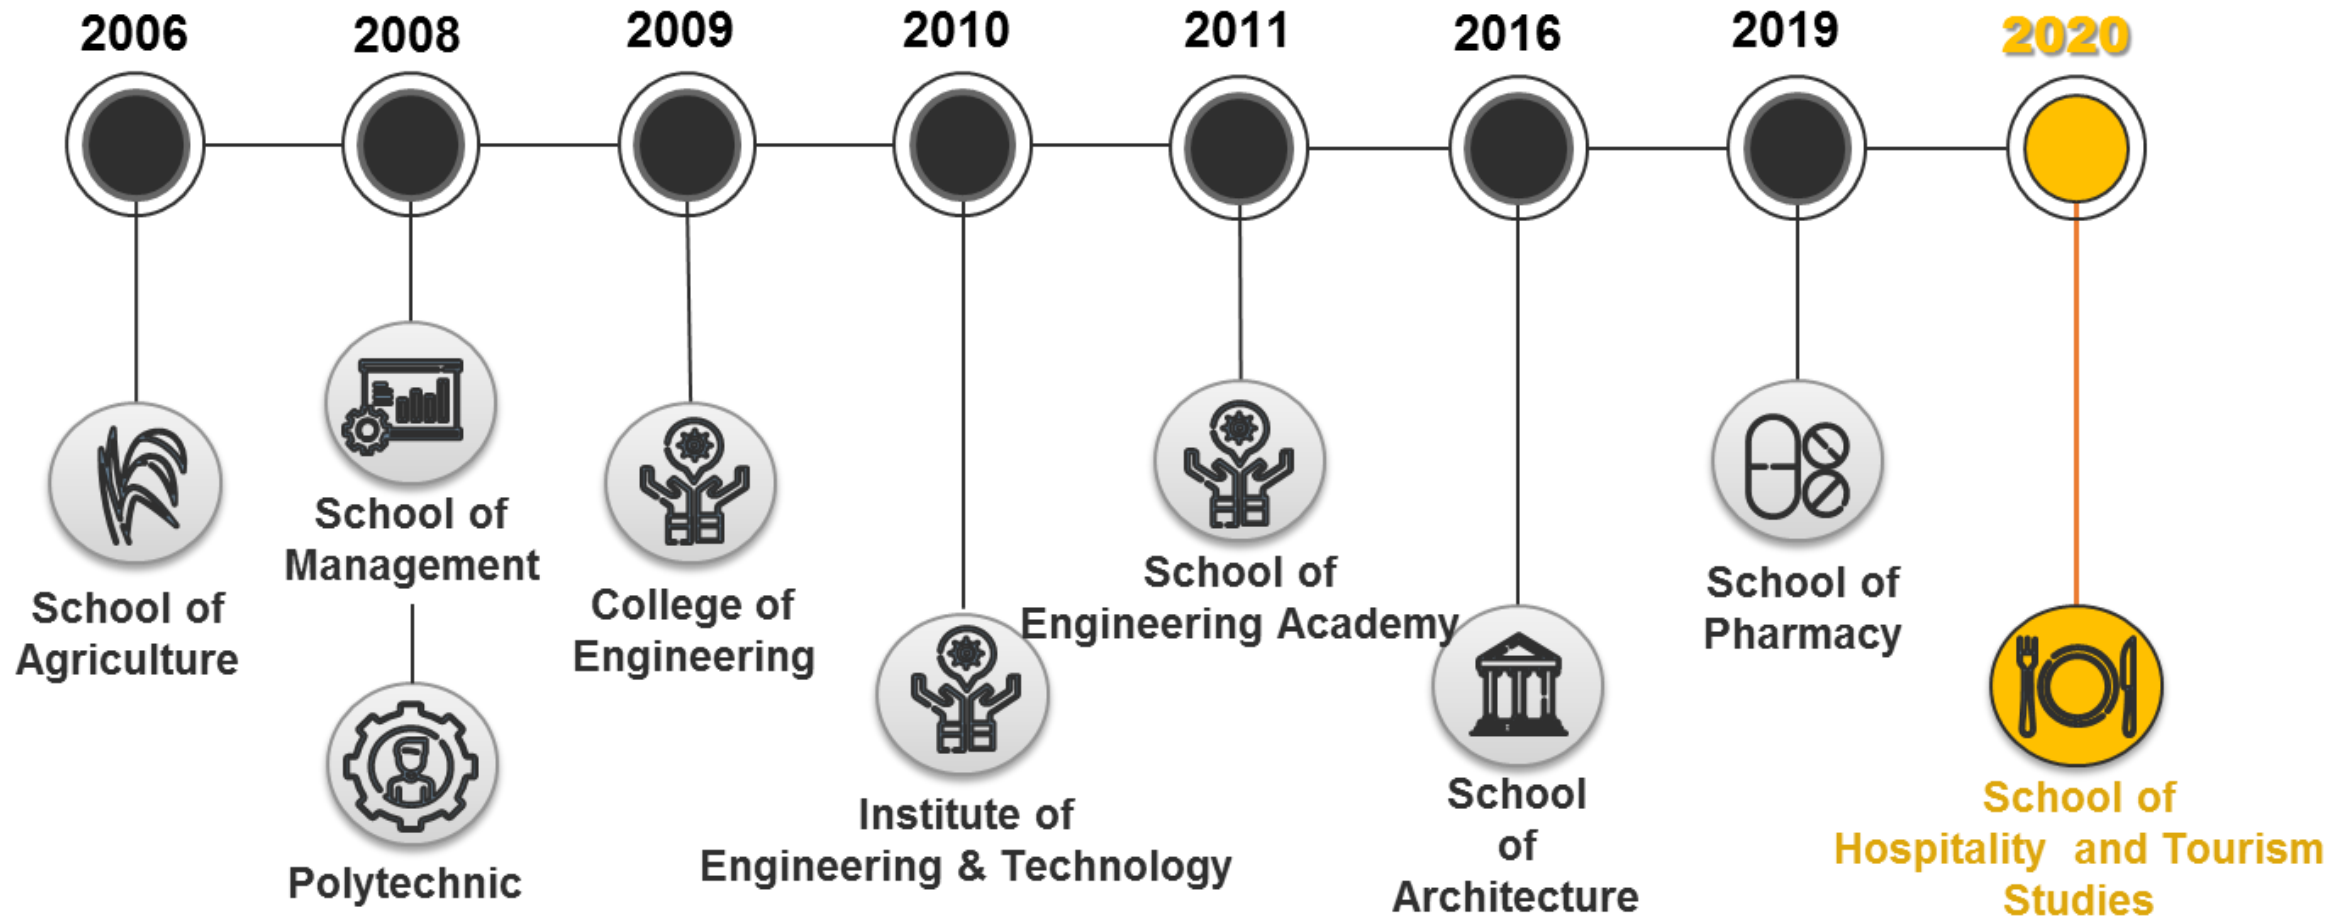 2006
2008
2009
2010
2011
2016
2019
2020
School of
Agriculture
School of
Management
Polytechnic
College of
Engineering
Institute of
Engineering & Technology
School of
Engineering Academy
School
of
Architecture
School of
Pharmacy
School of
Hospitality and Tourism
Studies